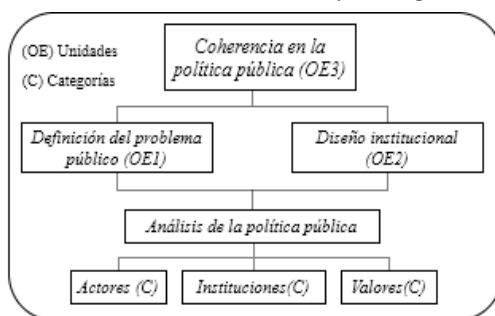 (OE) Unidades
(C) Categorías
Coherencia en la
política pública (OE3)
Definición del problema
público (OE1)
Diseño institucional
(OE2)
Análisis de la política pública
Actores (C)
Instituciones(C)
Valores(C)